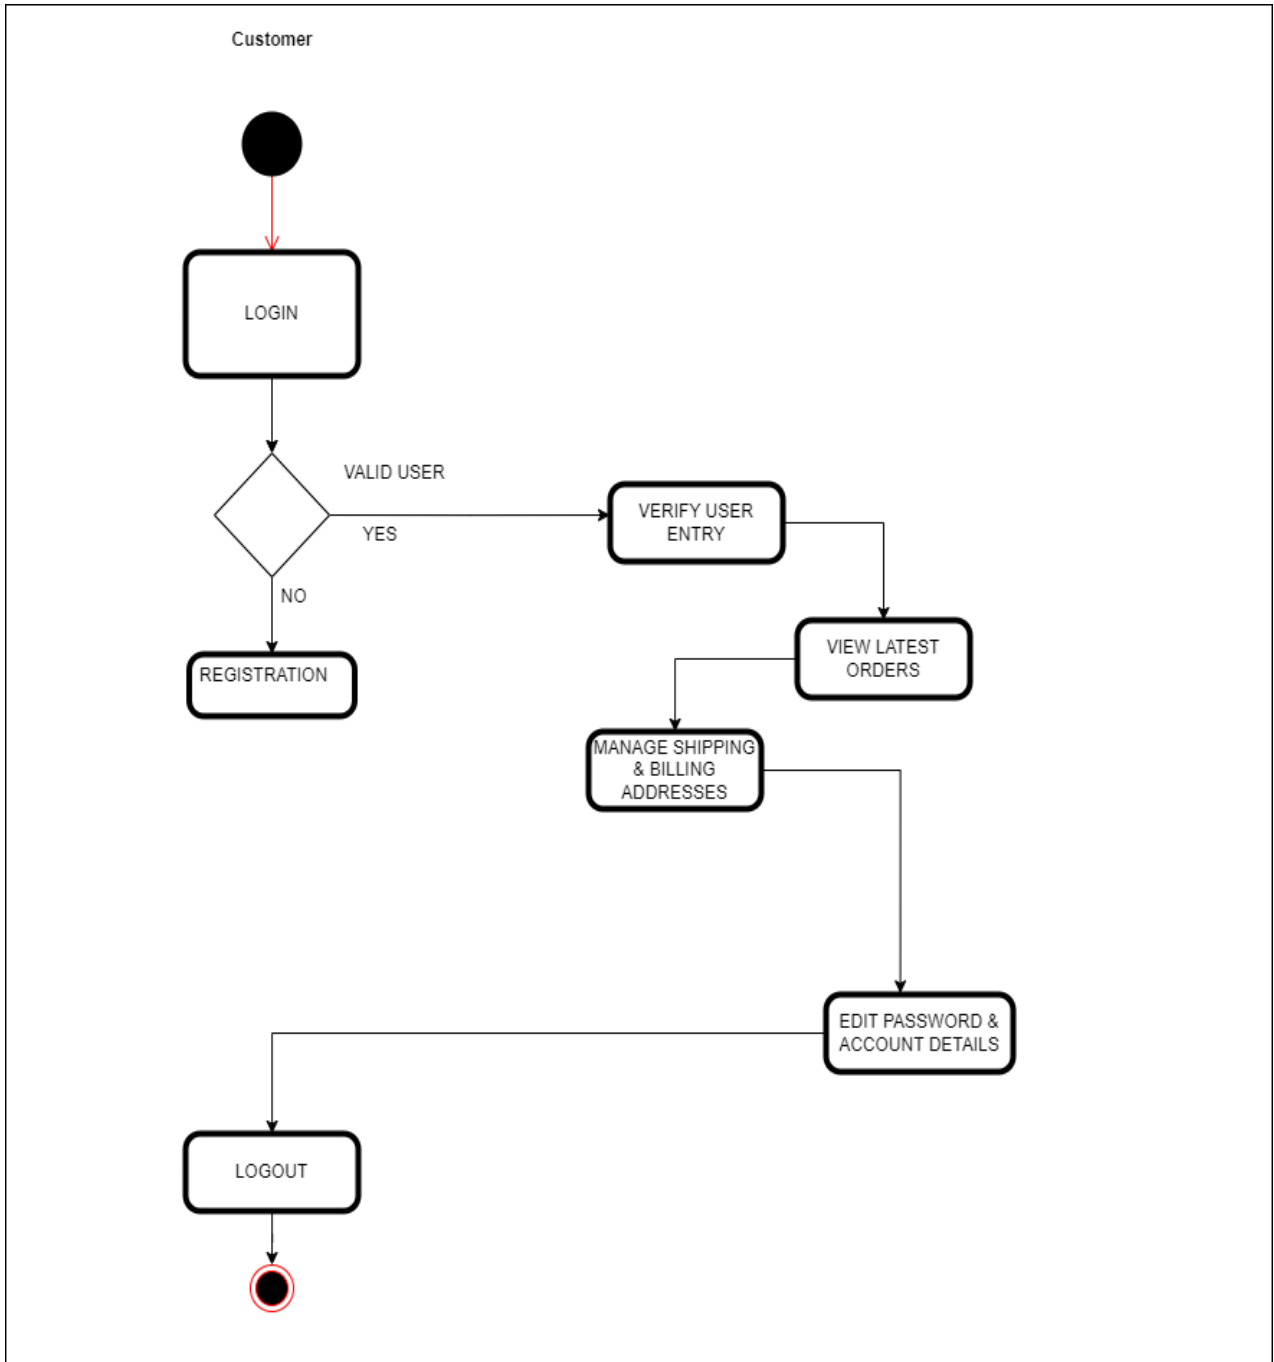 Customer
LOGIN
VALID USER
YES
VERIFY USER
ENTRY
NO
REGISTRATION
VIEW LATEST
ORDERS
MANAGE SHIPPING
& BILLING
ADDRESSES
EDIT PASSWORD &
ACCOUNT DETAILS
LOGOUT